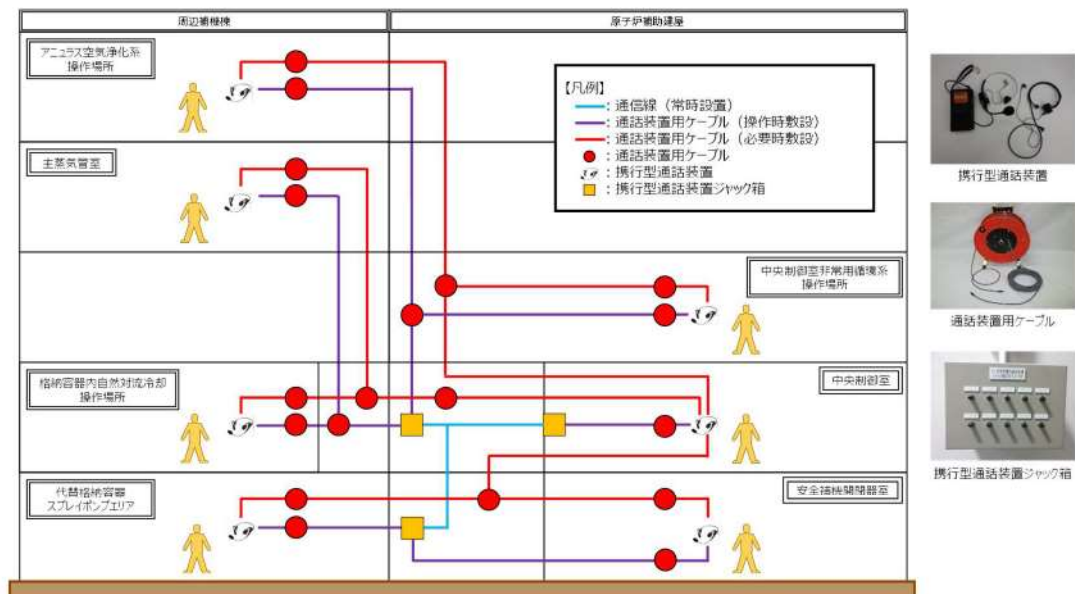 周辺補機棟
原子炉補助建屋
アニュラス空気浄化系
操作場所
【凡例】
：通信線（常時設置）
：通話装置用ケーブル（操作時敷設）
：通話装置用ケーブル（必要時敷設）
：通話装置用ケーブル
：携行型通話装置
：携行型通話装置ジャック箱
携行型通話装置
主蒸気管室
中央制御室非常用循環系
操作場所
通話装置用ケーブル
格納容器内自然対流冷却
操作場所
中央制御室
携行型通話装置ジャック箱
代替格納容器
スプレイポンプエリア
安全補機開閉器室